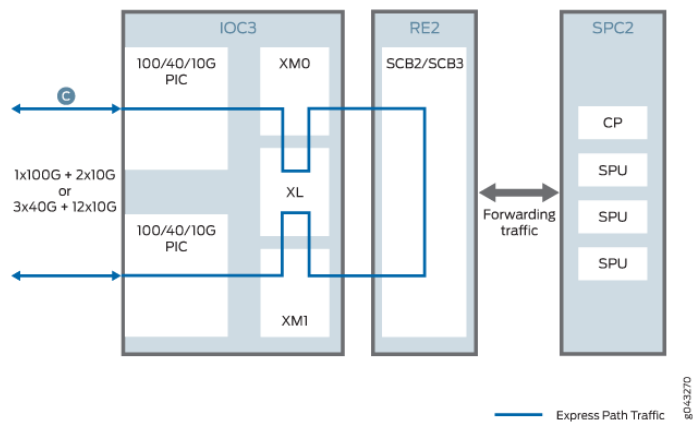 IOC3
RE2
SPC2
100/40/10G
PIC
XM0
SCB2/SCB3
C
CP
1x100G + 2x10G
or
3x40G + 12x10G
XL
SPU
Forwarding
traffic
SPU
100/40/10G
PIC
SPU
XM1
Express Path Traffic
g043270